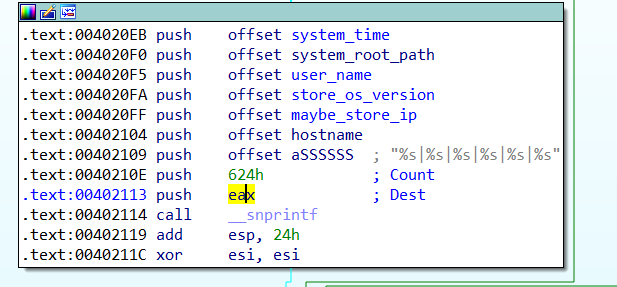 .text:004020EB push offset system_time
.text:004020F0 push offset system_root_path
.text:004020F5 push offset user_name
.text:004020FA push offset store_os_version
.text:004020FF push offset maybe_store_ip
.text:00402104 push offset hostname
.text:00402109 push offset aSSSSSS ; "%s|%s|%s|%s|%s|%s"
.text:0040210E push 624h ; Count
.text:00402113 push eax ; Dest
.text:00402114 call __snprintf
.text:00402119 add esp, 24h
.text:0040211C xor esi, esi